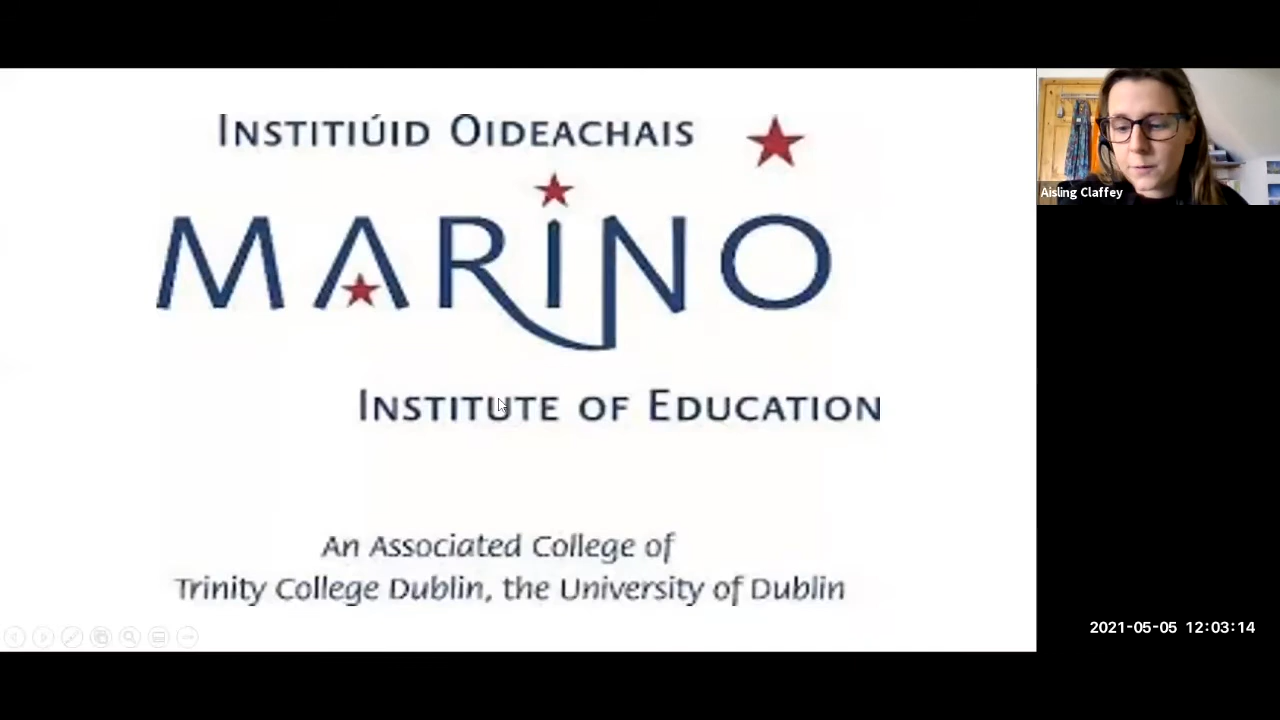 INSTITIÚID OIDEACHAIS
MARINO
INSTITUTE OF EDUCATION
An Associated College of
Trinity College Dublin, the University of Dublin
Aisling Claffey
2021-05-05 12:03:14